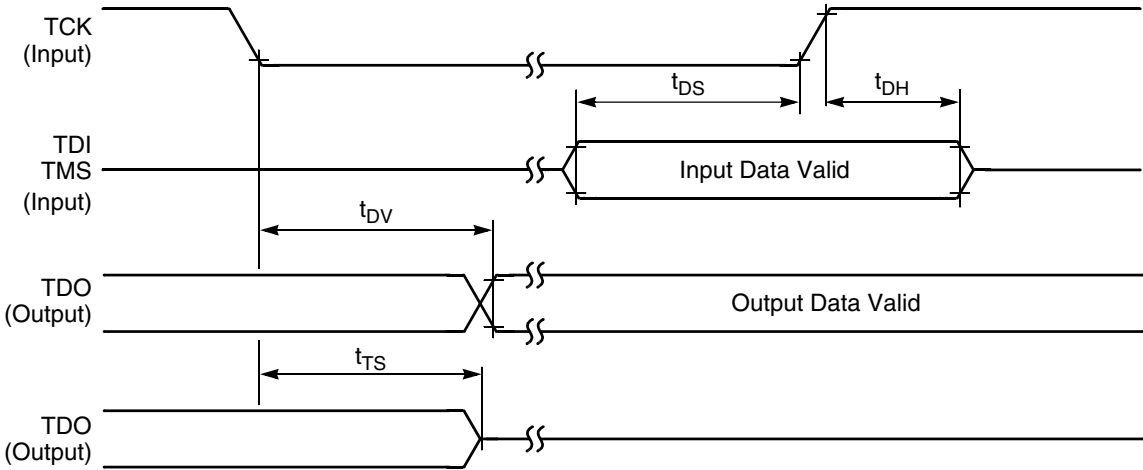 TCK
(Input)
tDS
tDH
TDI
TMS
(Input)
Input Data Valid
tDV
TDO
(Output)
Output Data Valid
tTS
TDO
(Output)